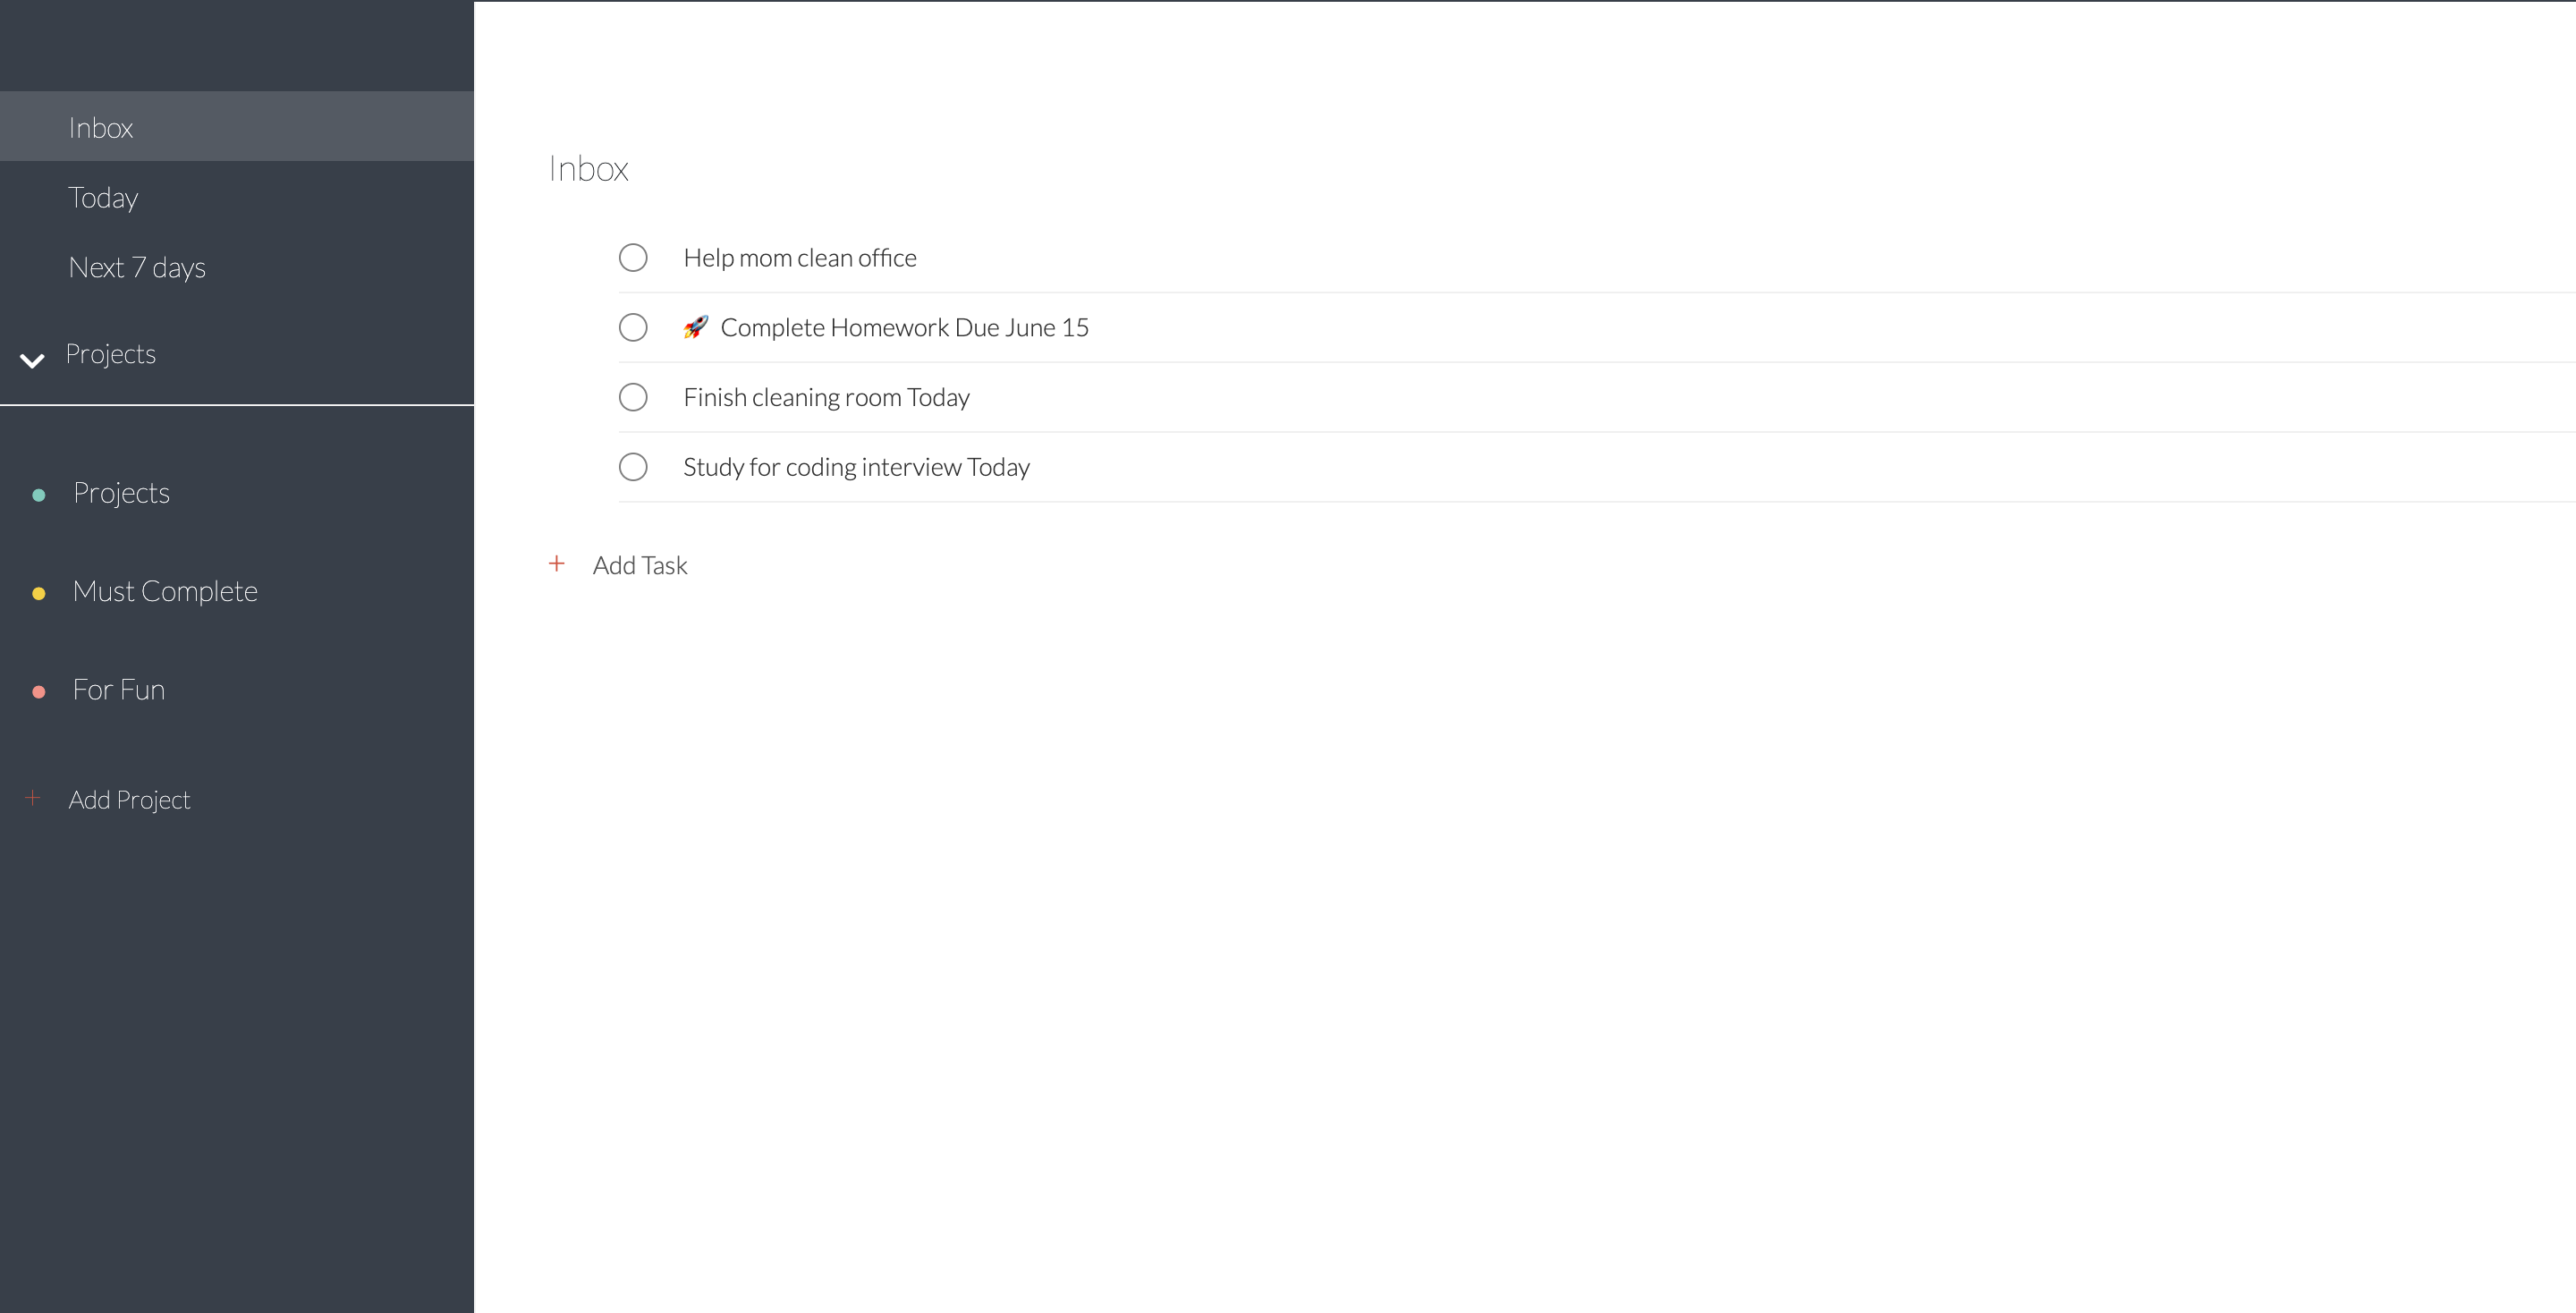 Inbox
Today
Next 7 days
Projects
Projects
Must Complete
For Fun
+ Add Project
Inbox
Help mom clean office
🚀 Complete Homework Due June 15
Finish cleaning room Today
Study for coding interview Today
+ Add Task